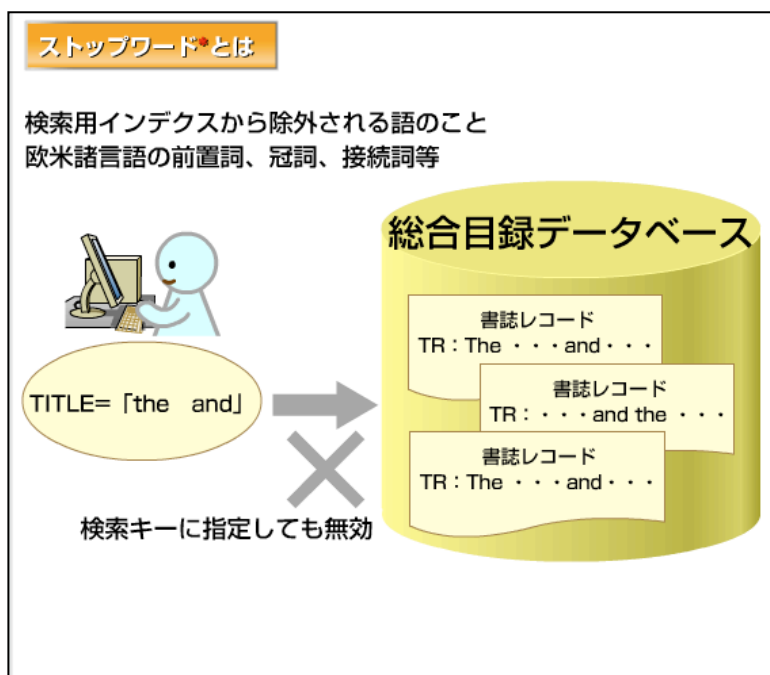 ストップワード*とは
検索用インデクスから除外される語のこと
欧米諸言語の前置詞、冠詞、接続詞等
総合目録データベース
書誌レコード
TR：The ・・・and・・・
書誌レコード
TR：・・・and the ・・・
書誌レコード
TR：The ・・・and・・・
TITLE=「the　and」
検索キーに指定しても無効